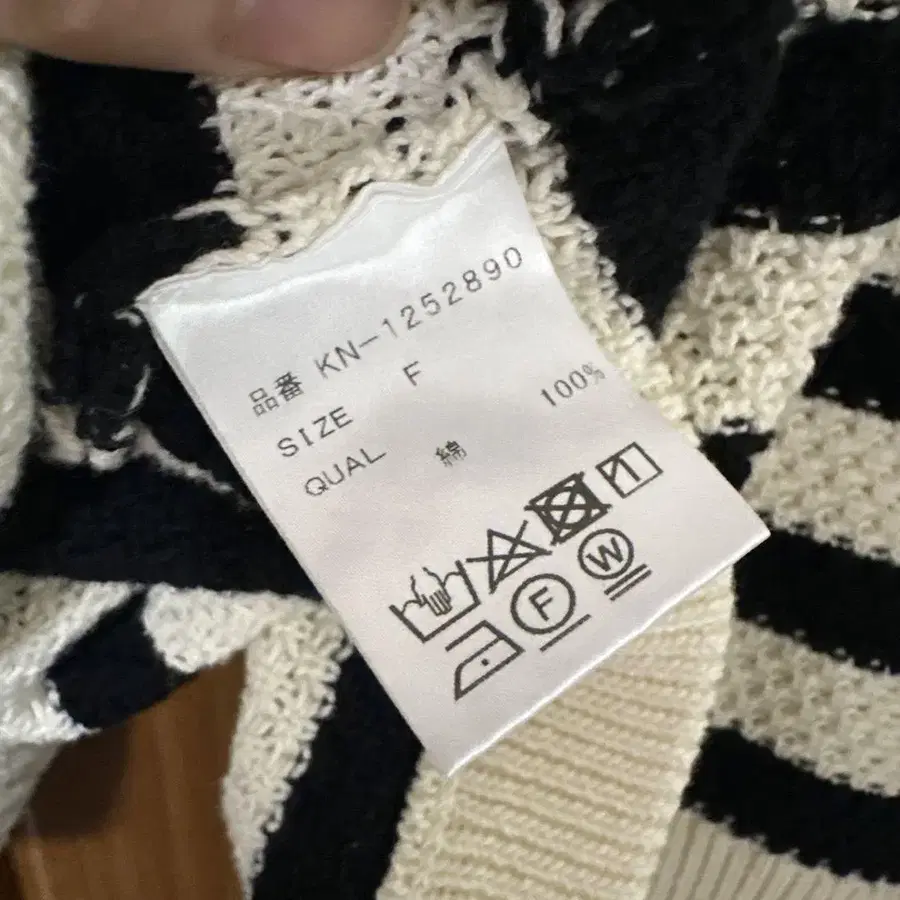 品番 KN-1252890
SIZE F
QUAL 綿 100%
F W